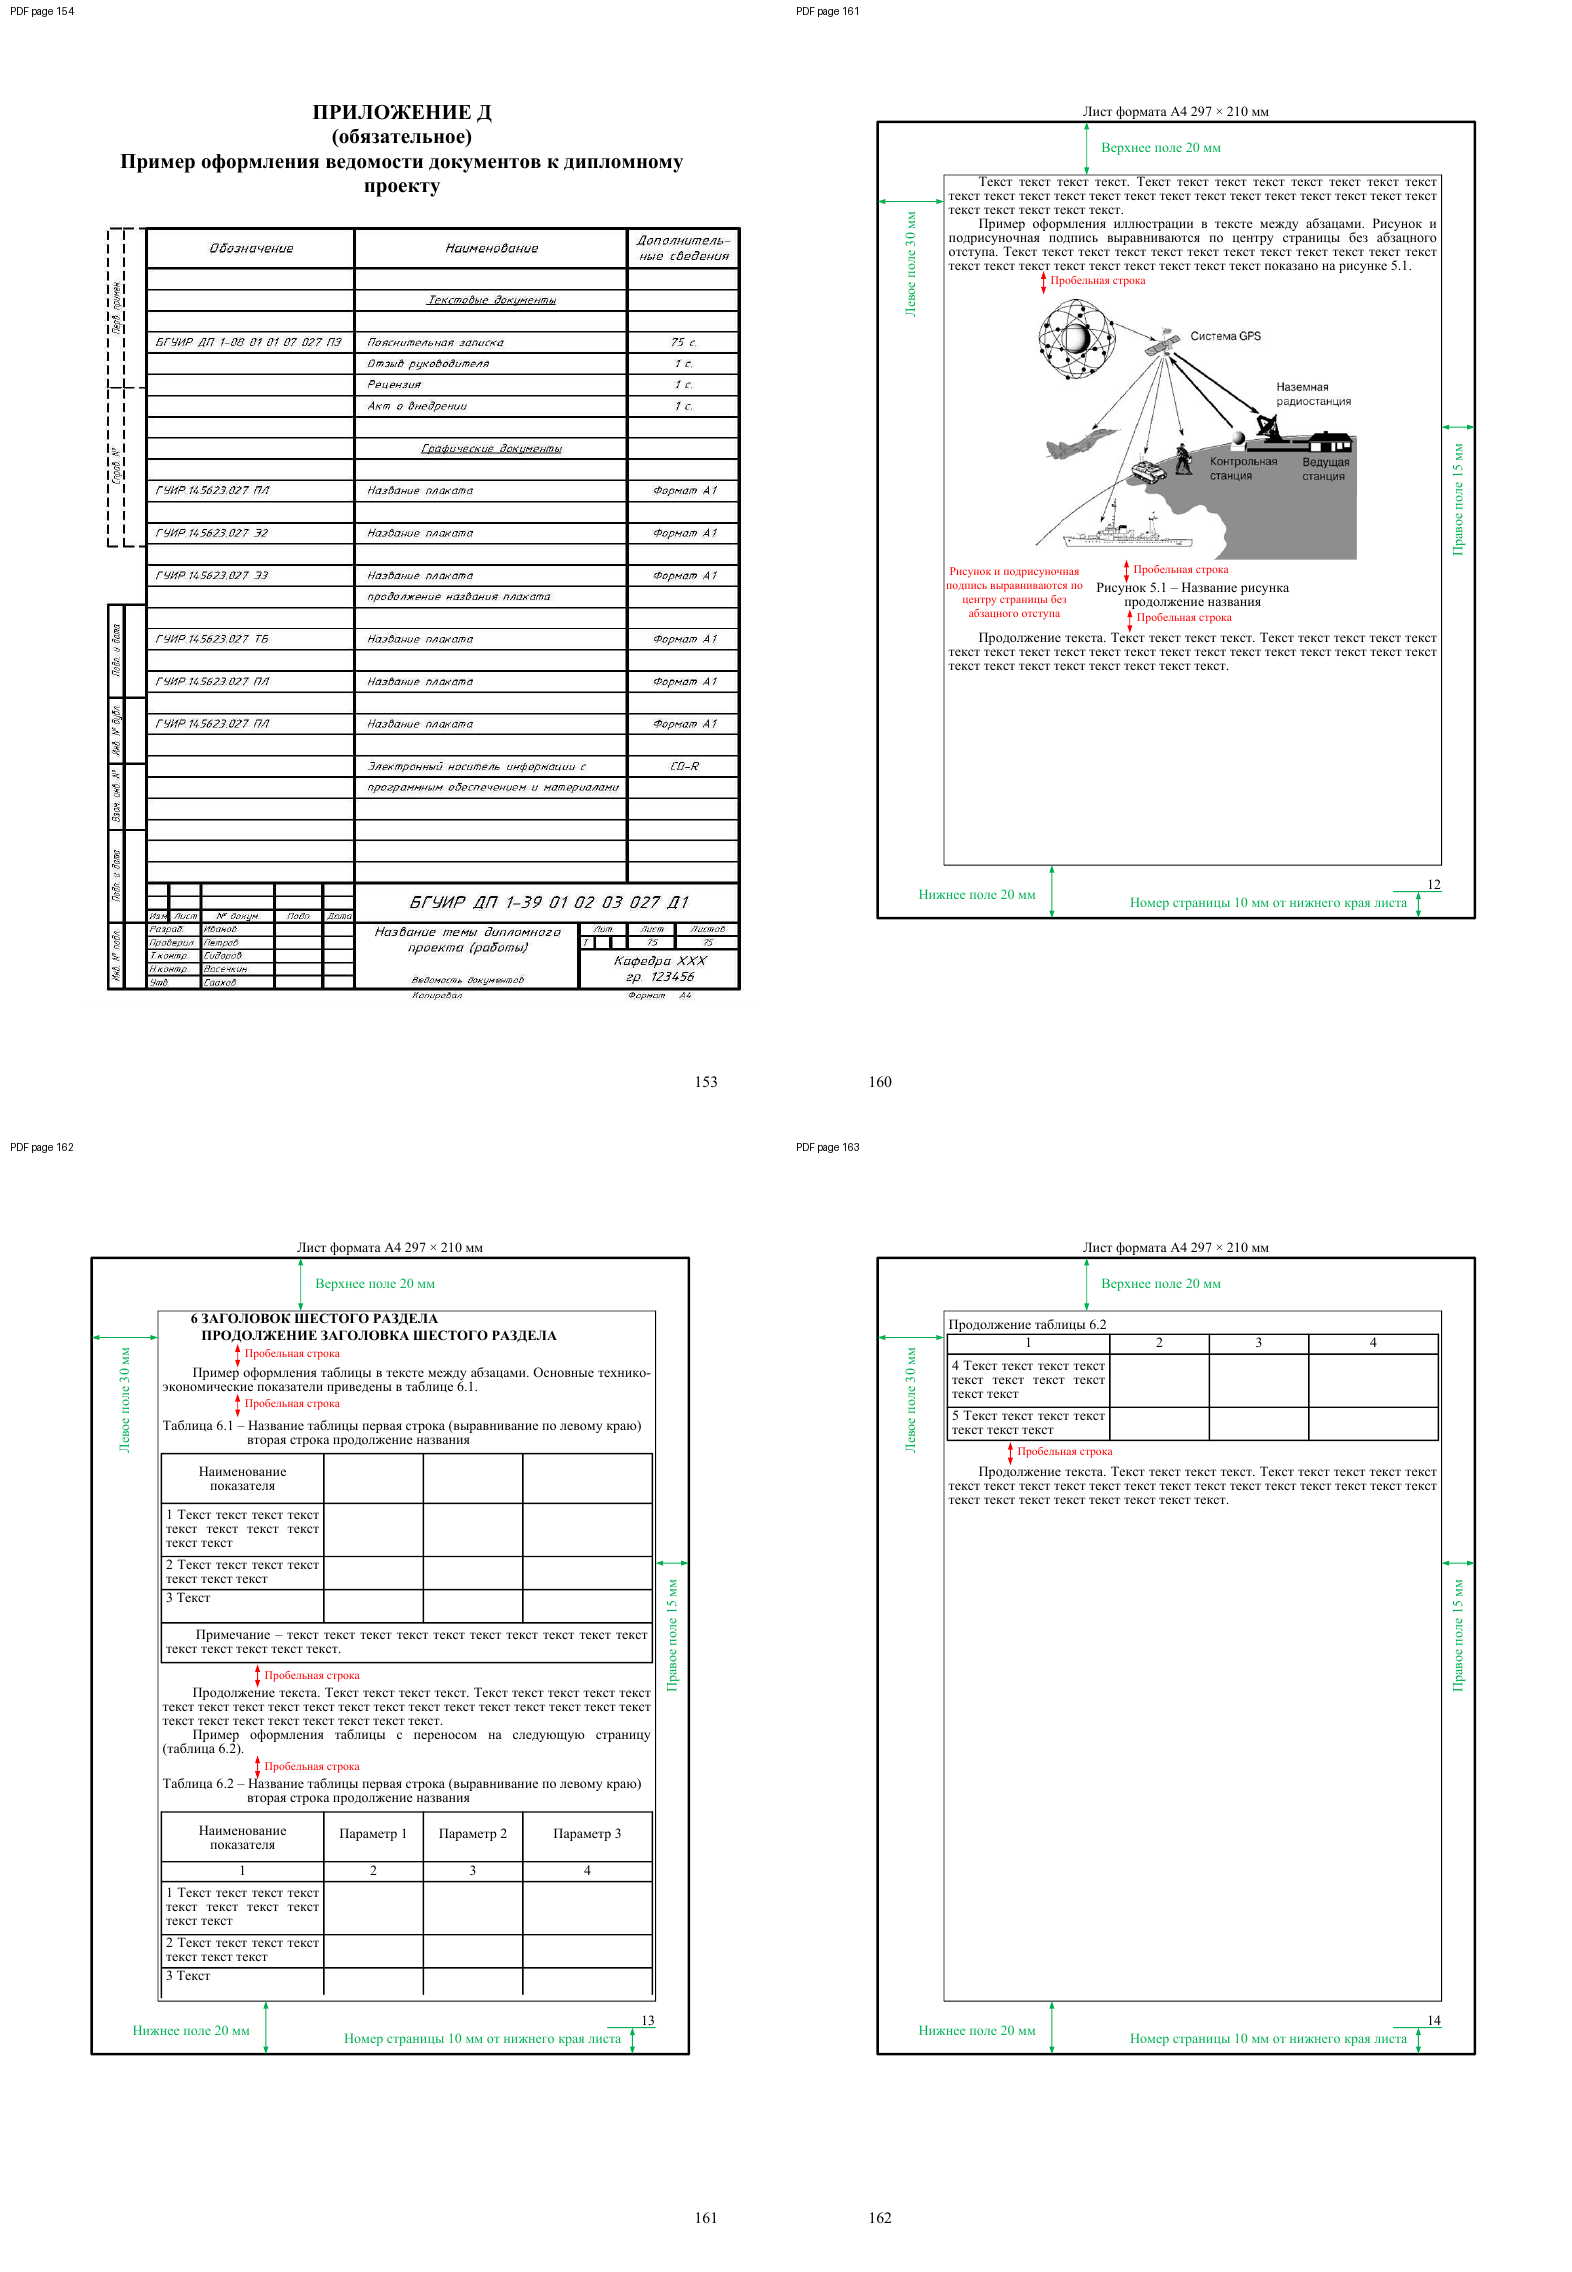 PDF page 154
ПРИЛОЖЕНИЕ Д
(обязательное)
Пример оформления ведомости документов к дипломному
проекту
Обозначение Наименование Дополнитель-
ные сведения
Перв. примен.
Справ. №
Подп. и дата
Инв. № дубл.
Взам. инв. №
Подп. и дата
Инв. № подл.
Текстовые документы
БГУИР ДП 1-08 01 01 07 027 ПЗ Пояснительная записка 75 с.
Отзыв руководителя 1 с.
Рецензия 1 с.
Акт о внедрении 1 с.
Графические документы
ГУИР.145623.027 ПЛ Название плаката Формат А1
ГУИР.145623.027 Э2 Название плаката Формат А1
ГУИР.145623.027 ЭЗ Название плаката Формат А1
продолжение названия плаката
ГУИР.145623.027 ТБ Название плаката Формат А1
ГУИР.145623.027 ПЛ Название плаката Формат А1
ГУИР.145623.027 ПЛ Название плаката Формат А1
Электронный носитель информации с CD-R
программным обеспечением и материалами
БГУИР ДП 1-39 01 02 03 027 Д1
Изм. Лист № докум. Подп. Дата
Разраб. Иванов
Проверил Петров
Т.контр. Сидоров
Н.контр. Васечкин
Утв. Сахов
Название темы дипломного
проекта (работы)
Ведомость документов
Лит. Лист Листов
Т 75 75
Кафедра ХХХ
гр. 123456
Копировал Формат А4
153
PDF page 161
Лист формата А4 297 × 210 мм
Верхнее поле 20 мм
Левое поле 30 мм
Текст текст текст текст. Текст текст текст текст текст текст текст текст
текст текст текст текст текст текст текст текст текст текст текст текст текст текст
текст текст текст текст текст.
Пример оформления иллюстрации в тексте между абзацами. Рисунок и
подрисуночная подпись выравниваются по центру страницы без абзацного
отступа. Текст текст текст текст текст текст текст текст текст текст текст текст
текст текст текст текст текст текст текст текст текст показано на рисунке 5.1.
Пробельная строка
Система GPS
Наземная
радиостанция
Контрольная
станция
Ведущая
станция
Правое поле 15 мм
Рисунок и подрисуночная
подпись выравниваются по
центру страницы без
абзацного отступа
Пробельная строка
Рисунок 5.1 – Название рисунка
продолжение названия
Пробельная строка
Продолжение текста. Текст текст текст текст. Текст текст текст текст текст
текст текст текст текст текст текст текст текст текст текст текст текст текст текст
текст текст текст текст текст текст текст текст.
12
Нижнее поле 20 мм
Номер страницы 10 мм от нижнего края листа
160
PDF page 162
Лист формата А4 297 × 210 мм
Верхнее поле 20 мм
Левое поле 30 мм
6 ЗАГОЛОВОК ШЕСТОГО РАЗДЕЛА
ПРОДОЛЖЕНИЕ ЗАГОЛОВКА ШЕСТОГО РАЗДЕЛА
Пробельная строка
Пример оформления таблицы в тексте между абзацами. Основные технико-
экономические показатели приведены в таблице 6.1.
Пробельная строка
Таблица 6.1 – Название таблицы первая строка (выравнивание по левому краю)
вторая строка продолжение названия
Наименование
показателя
1 Текст текст текст текст
текст текст текст текст
текст текст
2 Текст текст текст текст
текст текст текст
3 Текст
Примечание – текст текст текст текст текст текст текст текст текст текст
текст текст текст текст текст.
Правое поле 15 мм
Пробельная строка
Продолжение текста. Текст текст текст текст. Текст текст текст текст текст
текст текст текст текст текст текст текст текст текст текст текст текст текст текст
текст текст текст текст текст текст текст текст.
Пример оформления таблицы с переносом на следующую страницу
(таблица 6.2).
Пробельная строка
Таблица 6.2 – Название таблицы первая строка (выравнивание по левому краю)
вторая строка продолжение названия
Наименование
показателя
Параметр 1 Параметр 2 Параметр 3
1 2 3 4
1 Текст текст текст текст
текст текст текст текст
текст текст
2 Текст текст текст текст
текст текст текст
3 Текст
13
Нижнее поле 20 мм
Номер страницы 10 мм от нижнего края листа
161
PDF page 163
Лист формата А4 297 × 210 мм
Верхнее поле 20 мм
Левое поле 30 мм
Продолжение таблицы 6.2
1 2 3 4
4 Текст текст текст текст
текст текст текст текст
текст текст
5 Текст текст текст текст
текст текст текст
Пробельная строка
Продолжение текста. Текст текст текст текст. Текст текст текст текст текст
текст текст текст текст текст текст текст текст текст текст текст текст текст текст
текст текст текст текст текст текст текст текст.
Правое поле 15 мм
14
Нижнее поле 20 мм
Номер страницы 10 мм от нижнего края листа
162